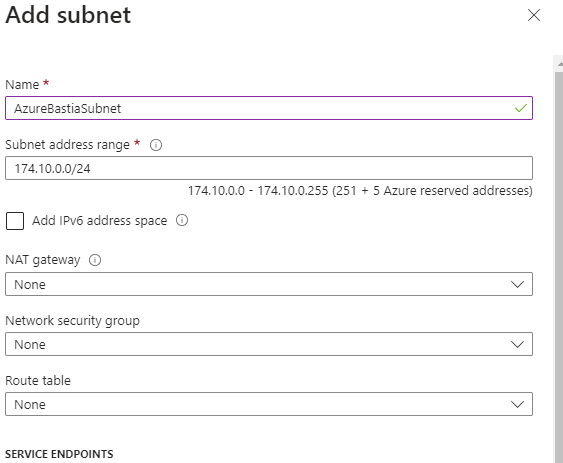 Add subnet
Name *
AzureBastiaSubnet
Subnet address range *
174.10.0.0/24
174.10.0.0 - 174.10.0.255 (251 + 5 Azure reserved addresses)
Add IPv6 address space
NAT gateway
None
Network security group
None
Route table
None
SERVICE ENDPOINTS